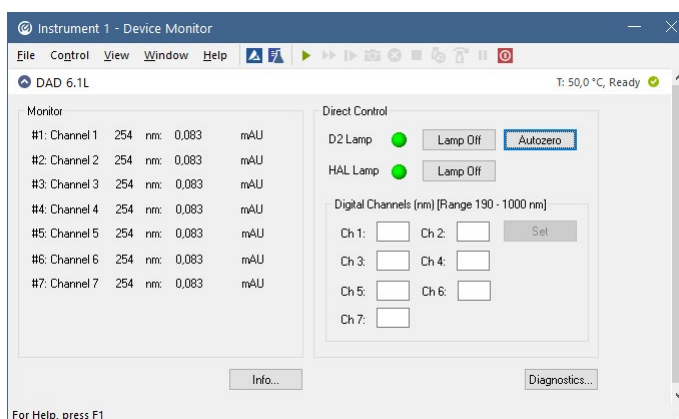 Instrument 1 - Device Monitor
File Control View Window Help
DAD 6.1L T: 50,0 °C, Ready
Monitor
#1: Channel 1 254 nm: 0,083 mAU
#2: Channel 2 254 nm: 0,083 mAU
#3: Channel 3 254 nm: 0,083 mAU
#4: Channel 4 254 nm: 0,083 mAU
#5: Channel 5 254 nm: 0,083 mAU
#6: Channel 6 254 nm: 0,083 mAU
#7: Channel 7 254 nm: 0,083 mAU
Direct Control
D2 Lamp Lamp Off Autozero
HAL Lamp Lamp Off
Digital Channels (nm) [Range 190 - 1000 nm]
Ch 1: Ch 2: Set
Ch 3: Ch 4:
Ch 5: Ch 6:
Ch 7:
Info... Diagnostics...
For Help, press F1